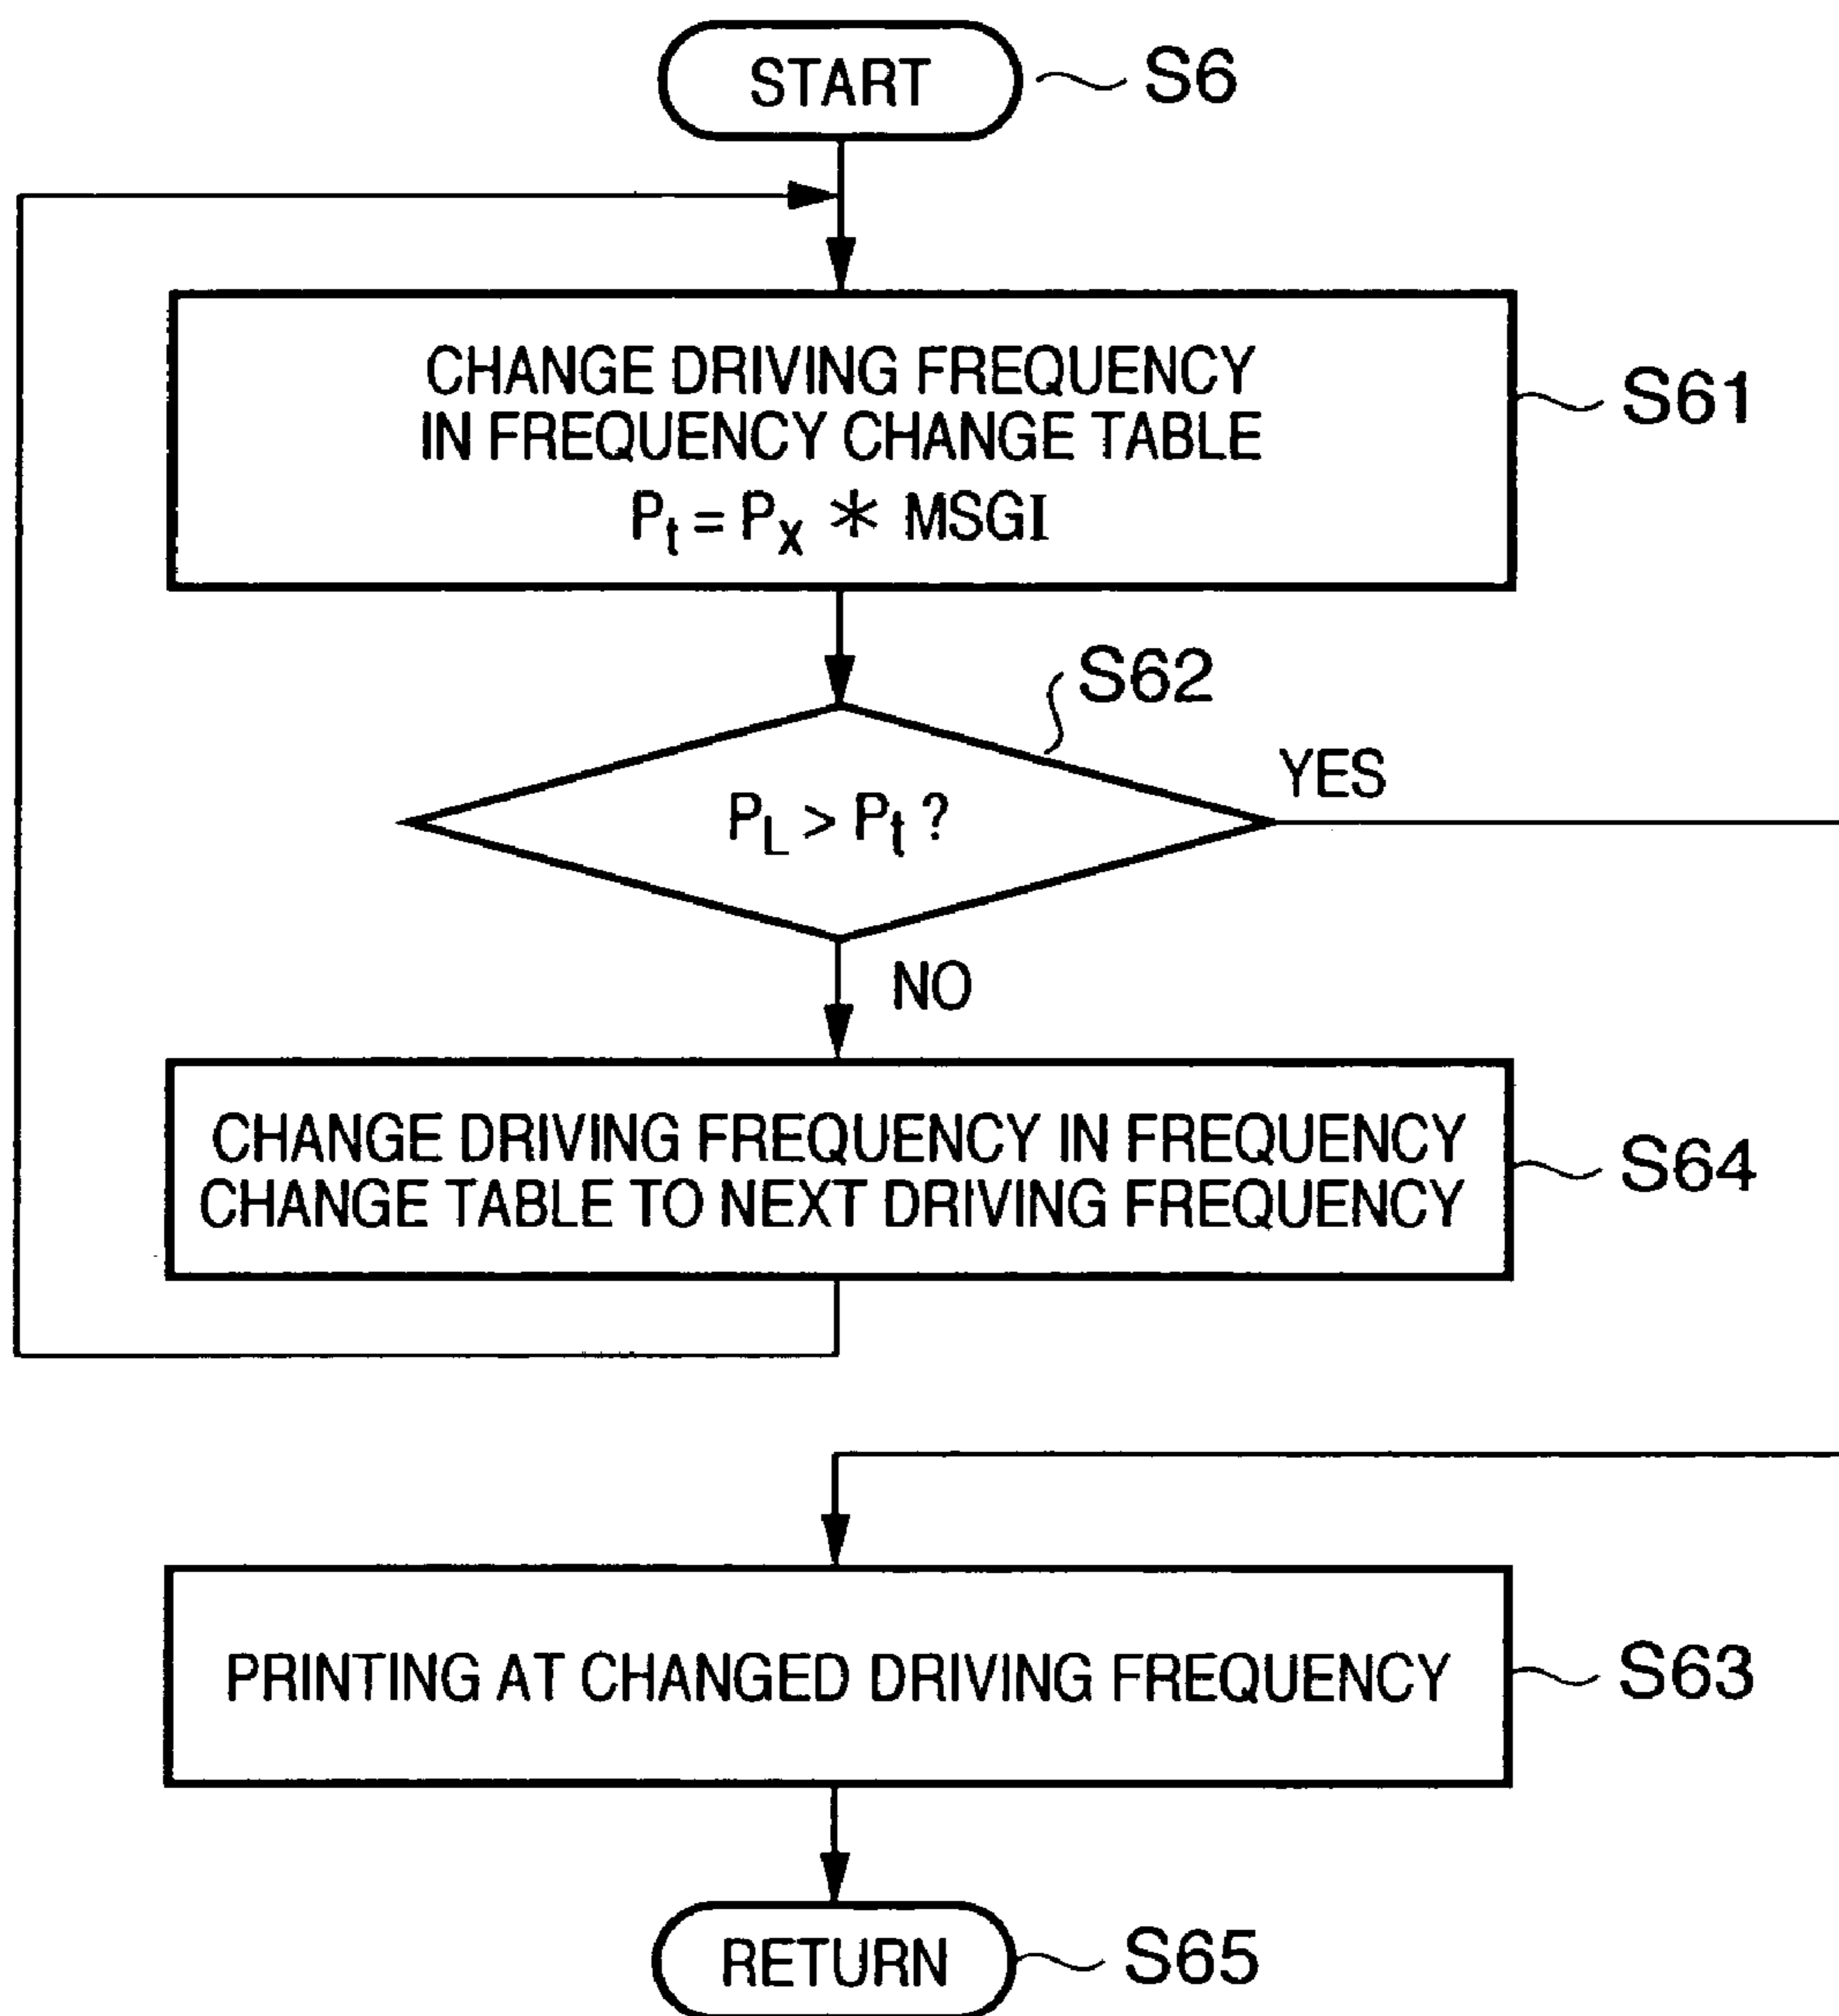 START
S6
CHANGE DRIVING FREQUENCY
IN FREQUENCY CHANGE TABLE
Pt = Px * MSGI
S61
S62
PL > Pt ?
YES
NO
CHANGE DRIVING FREQUENCY IN FREQUENCY
CHANGE TABLE TO NEXT DRIVING FREQUENCY
S64
PRINTING AT CHANGED DRIVING FREQUENCY
S63
RETURN
S65